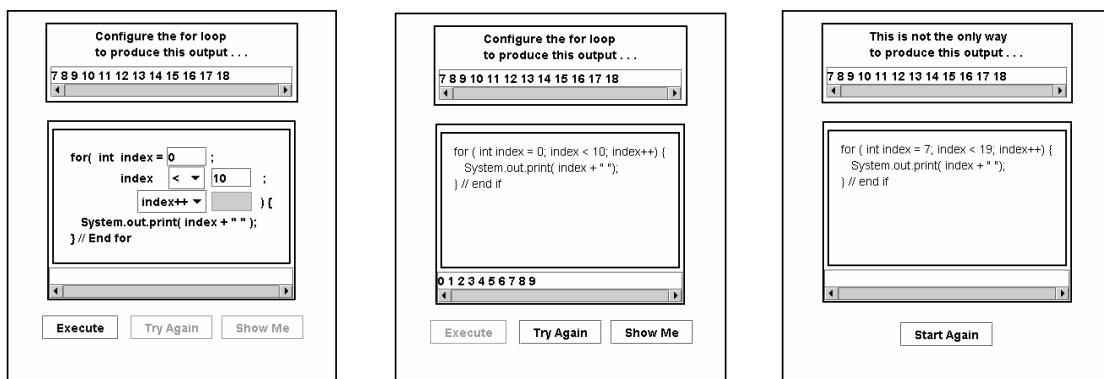 Configure the for loop
to produce this output . . .
7 8 9 10 11 12 13 14 15 16 17 18
for( int index = 0 ;
index < 10 ;
index++ ) {
System.out.print( index + " " );
} // End for
Execute Try Again Show Me
Configure the for loop
to produce this output . . .
7 8 9 10 11 12 13 14 15 16 17 18
for ( int index = 0; index < 10; index++) {
System.out.print( index + " ");
} // end if
0 1 2 3 4 5 6 7 8 9
Execute Try Again Show Me
This is not the only way
to produce this output ...
7 8 9 10 11 12 13 14 15 16 17 18
for ( int index = 7; index < 19; index++) {
System.out.print( index + " ");
} // end if
Start Again